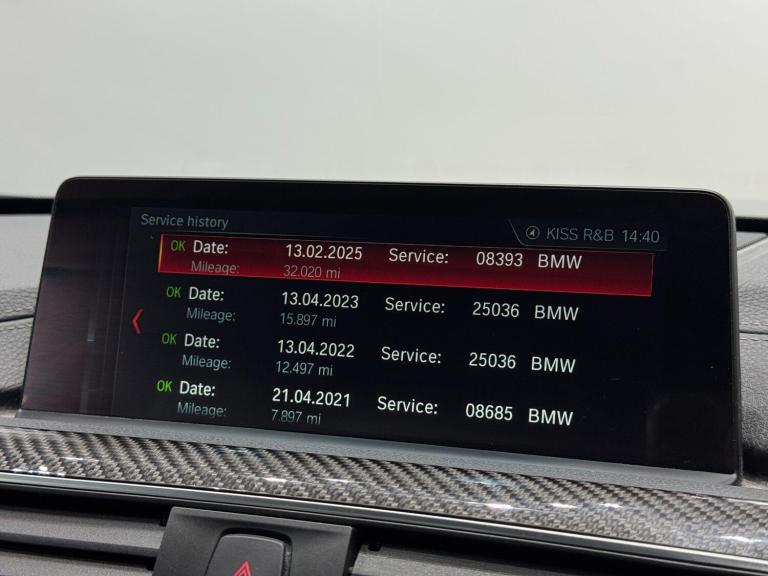 Service history
KISS R&B 14:40
OK Date: 13.02.2025 Service: 08393 BMW
Mileage: 32.020 mi
OK Date: 13.04.2023 Service: 25036 BMW
Mileage: 15.897 mi
OK Date: 13.04.2022 Service: 25036 BMW
Mileage: 12.497 mi
OK Date: 21.04.2021 Service: 08685 BMW
Mileage: 7.897 mi